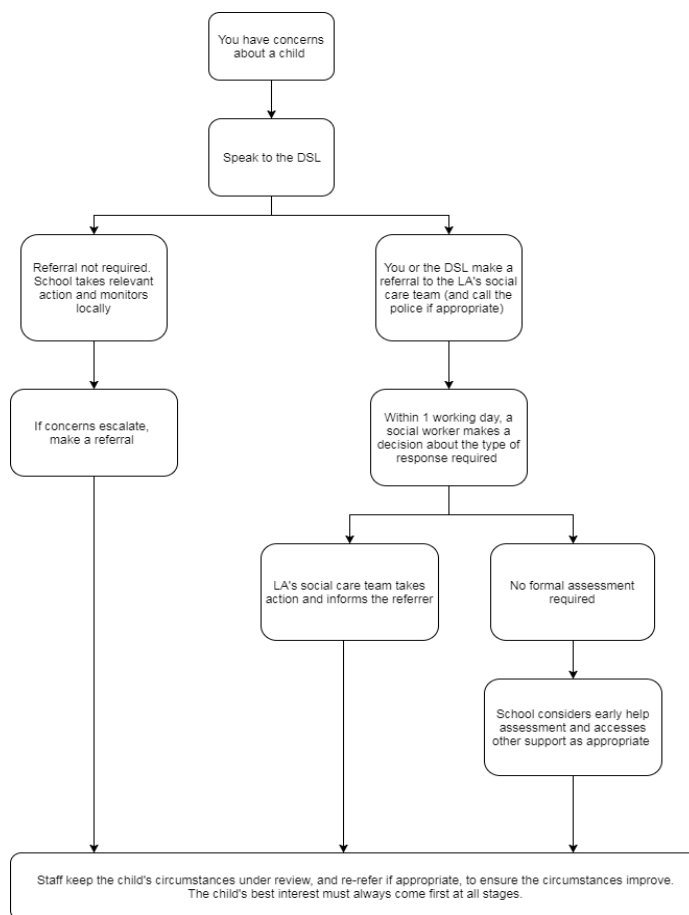 You have concerns
about a child
Speak to the DSL
Referral not required.
School takes relevant
action and monitors
locally
You or the DSL make a
referral to the LA's social
care team (and call the
police if appropriate)
If concerns escalate,
make a referral
Within 1 working day, a
social worker makes a
decision about the type of
response required
LA's social care team takes
action and informs the referrer
No formal assessment
required
School considers early help
assessment and accesses
other support as appropriate
Staff keep the child's circumstances under review, and re-refer if appropriate, to ensure the circumstances improve.
The child's best interest must always come first at all stages.